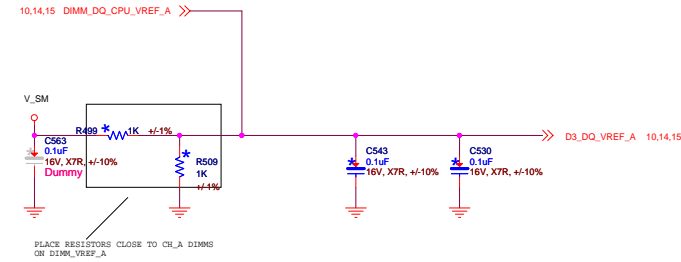 10,14,15 DIMM_DQ_CPU_VREF_A
V_SM
R499 * 1K +/-1%
D3_DQ_VREF_A 10,14,15
C563
0.1uF
16V, X7R, +/-10%
Dummy
*
R509
1K
+/-1%
C543
0.1uF
*
16V, X7R, +/-10%
C530
0.1uF
*
16V, X7R, +/-10%
PLACE RESISTORS CLOSE TO CH_A DIMMS
ON DIMM_VREF_A